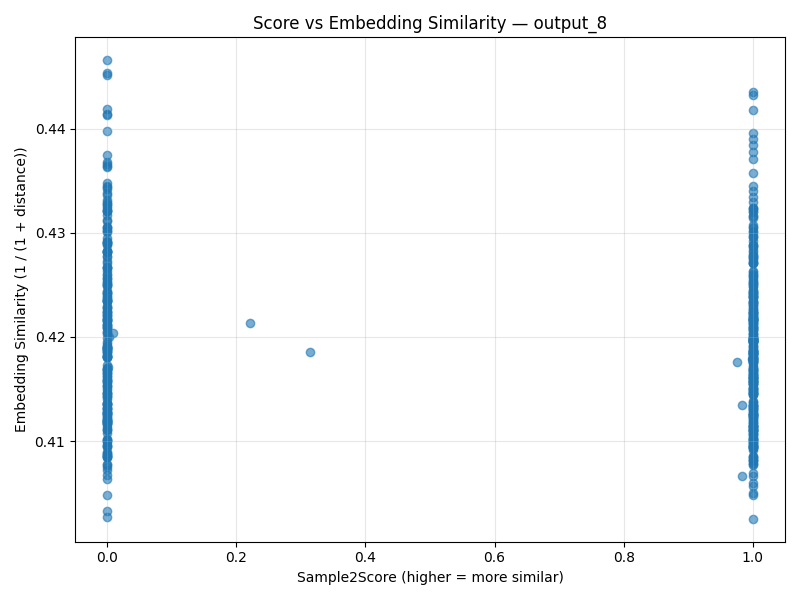 Score vs Embedding Similarity — output_8
Embedding Similarity (1 / (1 + distance))
0.44
0.43
0.42
0.41
0.0 0.2 0.4 0.6 0.8 1.0
Sample2Score (higher = more similar)